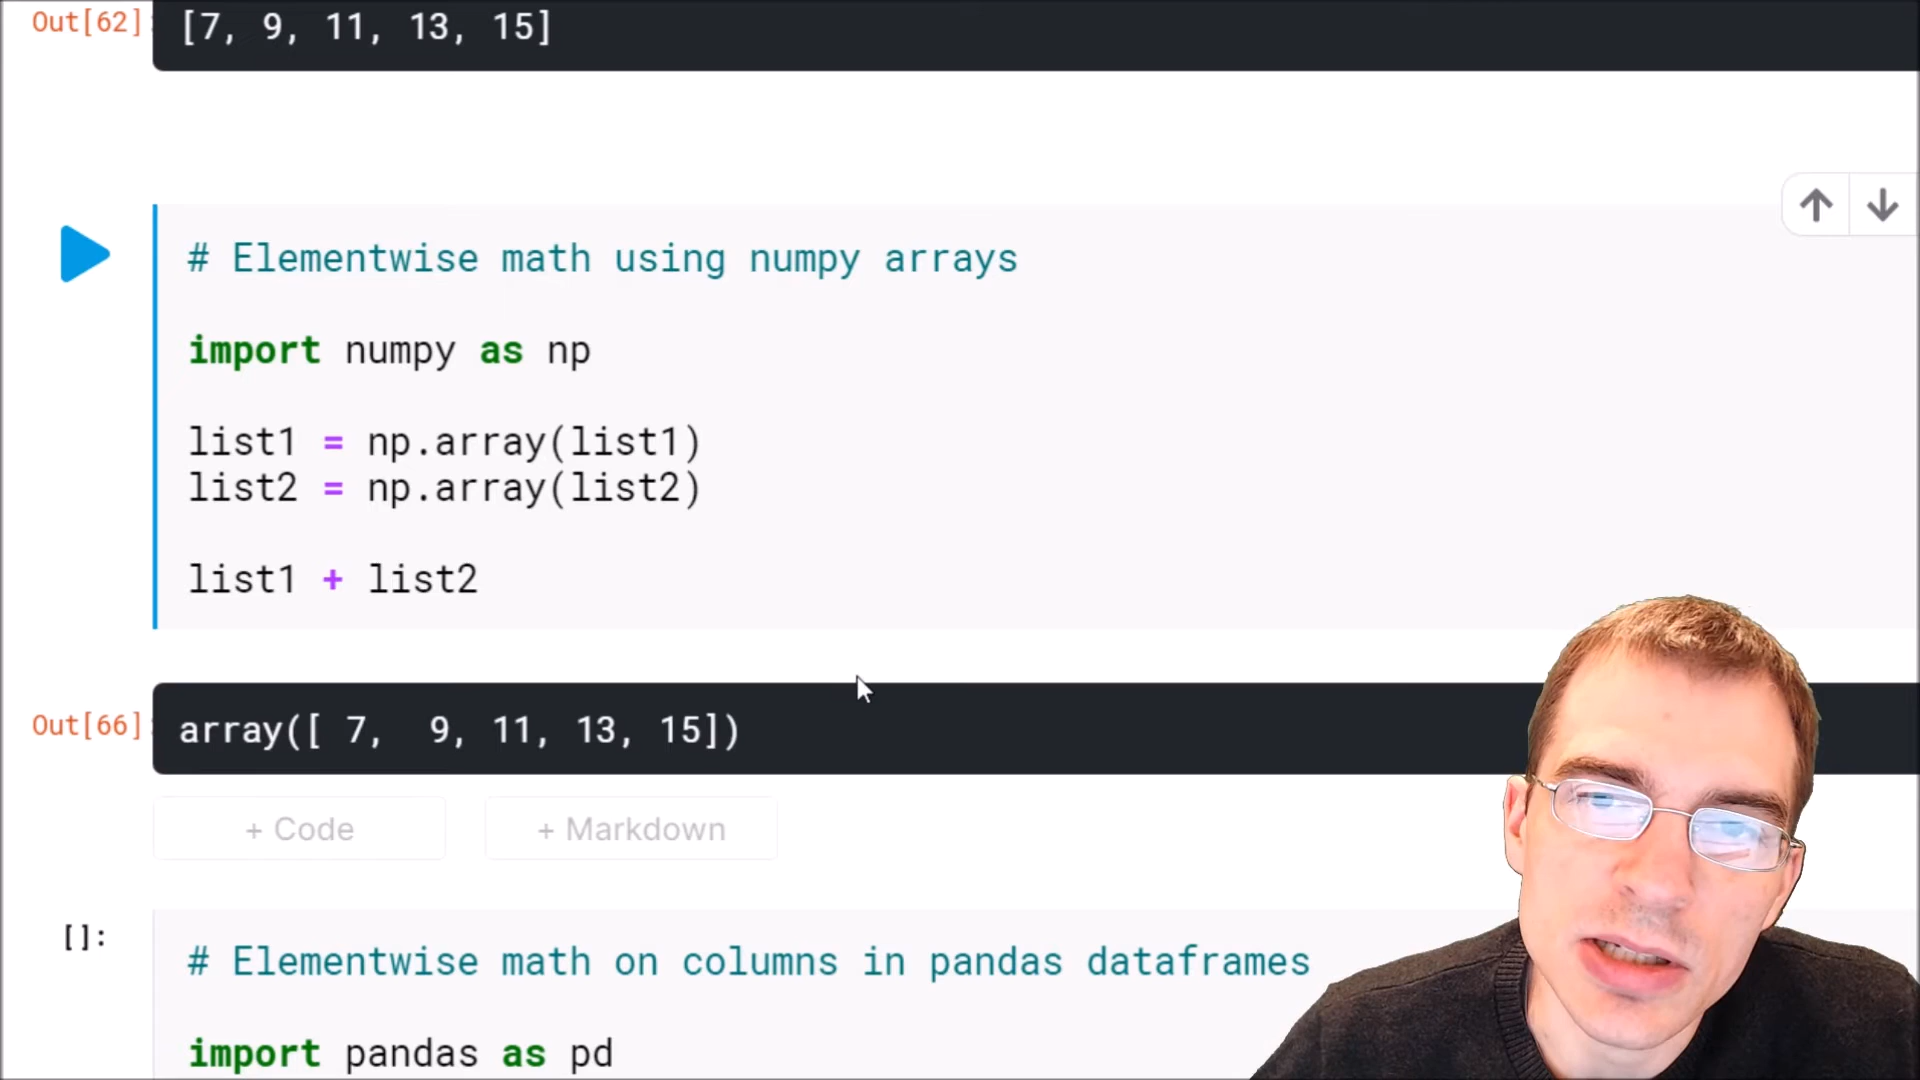 Out[62]:
[7, 9, 11, 13, 15]
# Elementwise math using numpy arrays
import numpy as np
list1 = np.array(list1)
list2 = np.array(list2)
list1 + list2
Out[66]:
array([ 7,  9, 11, 13, 15])
+ Code
+ Markdown
[]:
# Elementwise math on columns in pandas dataframes
import pandas as pd